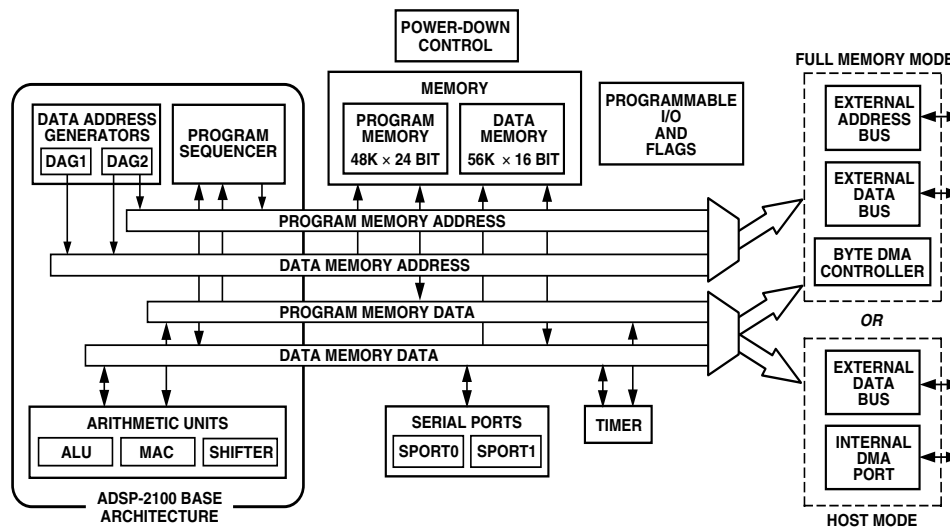 POWER-DOWN
CONTROL
FULL MEMORY MODE
MEMORY
PROGRAM
MEMORY
48K × 24 BIT
DATA
MEMORY
56K × 16 BIT
PROGRAMMABLE
I/O
AND
FLAGS
EXTERNAL
ADDRESS
BUS
EXTERNAL
DATA
BUS
BYTE DMA
CONTROLLER
DATA ADDRESS
GENERATORS
DAG1
DAG2
PROGRAM
SEQUENCER
PROGRAM MEMORY ADDRESS
DATA MEMORY ADDRESS
PROGRAM MEMORY DATA
DATA MEMORY DATA
OR
EXTERNAL
DATA
BUS
INTERNAL
DMA
PORT
HOST MODE
ARITHMETIC UNITS
ALU
MAC
SHIFTER
SERIAL PORTS
SPORT0
SPORT1
TIMER
ADSP-2100 BASE
ARCHITECTURE